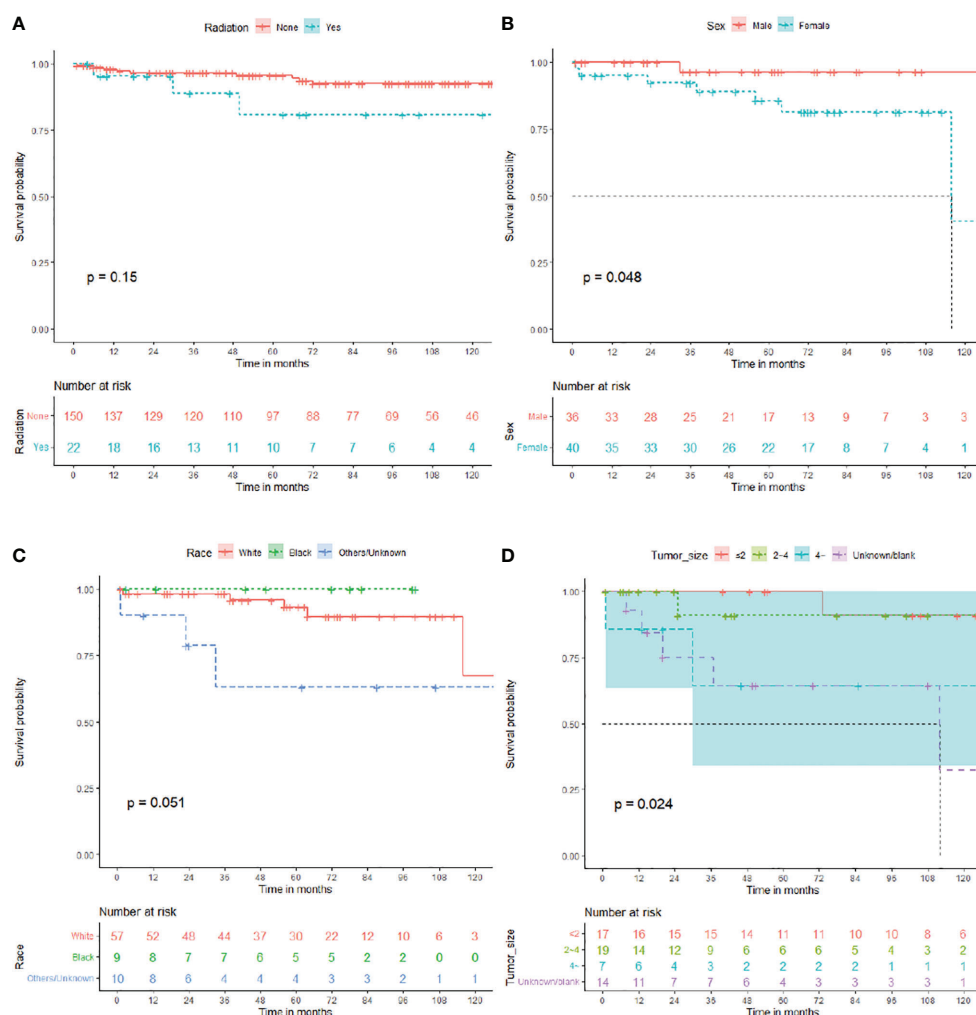 A
Radiation None Yes
1.00
0.75
0.50
0.25
0.00
Survival probability
p = 0.15
0 12 24 36 48 60 72 84 96 108 120
Time in months
Number at risk
Radiation
None 150 137 129 120 110 97 88 77 69 56 46
Yes 22 18 16 13 11 10 7 7 6 4 4
0 12 24 36 48 60 72 84 96 108 120
Time in months
B
Sex Male Female
1.00
0.75
0.50
0.25
0.00
Survival probability
p = 0.048
0 12 24 36 48 60 72 84 96 108 120
Time in months
Number at risk
Sex
Male 36 33 28 25 21 17 13 9 7 3 3
Female 40 35 33 30 26 22 17 8 7 4 1
0 12 24 36 48 60 72 84 96 108 120
Time in months
C
Race White Black Others/Unknown
1.00
0.75
0.50
0.25
0.00
Survival probability
p = 0.051
0 12 24 36 48 60 72 84 96 108 120
Time in months
Number at risk
Race
White 57 52 48 44 37 30 22 12 10 6 3
Black 9 8 7 7 6 5 5 2 2 0 0
Others/Unknown 10 8 6 4 4 4 3 3 2 1 1
0 12 24 36 48 60 72 84 96 108 120
Time in months
D
Tumor_size ≤2 2~4 4~ Unknown/blank
1.00
0.75
0.50
0.25
0.00
Survival probability
p = 0.024
0 12 24 36 48 60 72 84 96 108 120
Time in months
Number at risk
Tumor_size
≤2 17 16 15 15 14 11 11 10 10 8 6
2~4 19 14 12 9 6 6 6 5 4 3 2
4~ 7 6 4 3 2 2 2 2 1 1 1
Unknown/blank 14 11 7 7 6 4 3 3 3 3 1
0 12 24 36 48 60 72 84 96 108 120
Time in months